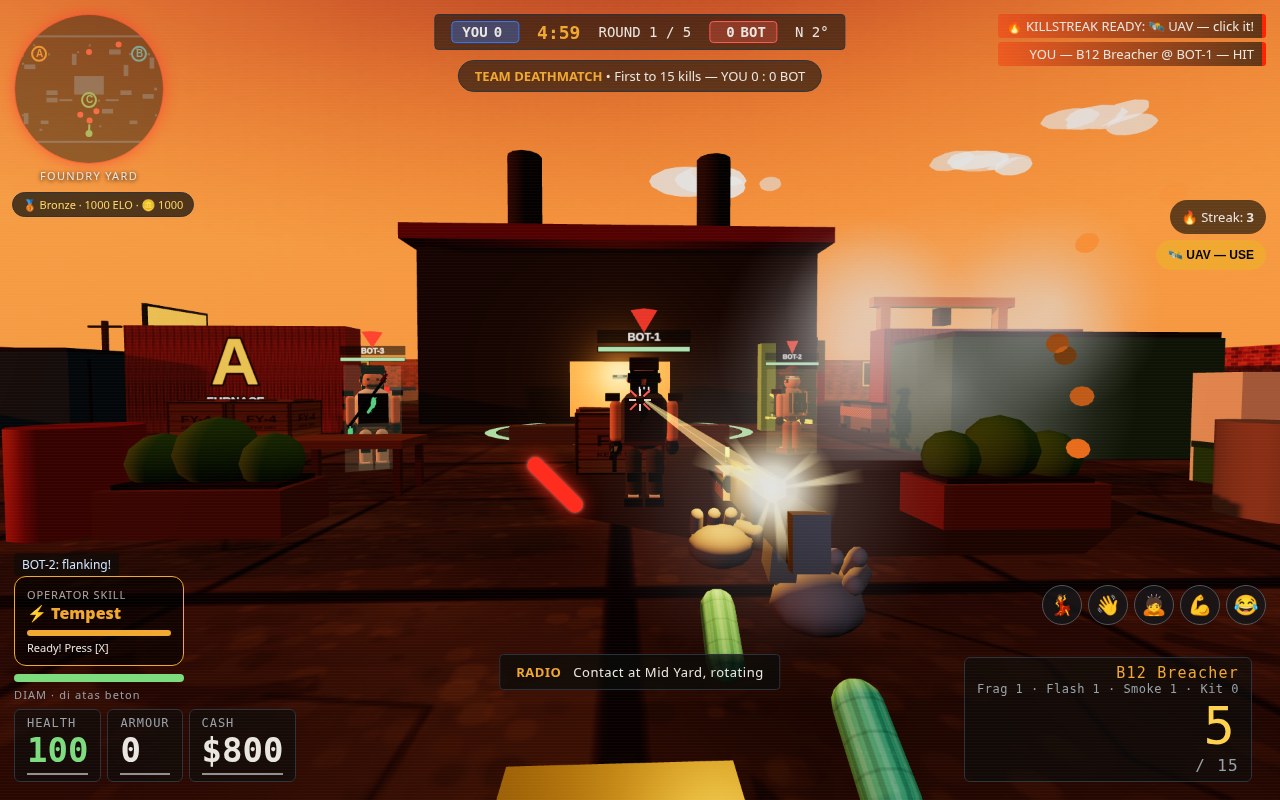 YOU 0 4:59 ROUND 1 / 5 0 BOT N 2°
TEAM DEATHMATCH • First to 15 kills — YOU 0 : 0 BOT
🔥 KILLSTREAK READY: 🛰️ UAV — click it!
YOU — B12 Breacher @ BOT-1 — HIT
A
B
C
FOUNDRY YARD
🥉 Bronze · 1000 ELO · 🪙 1000
🔥 Streak: 3
🛰️ UAV — USE
BOT-1
BOT-3
BOT-2
A
FURNACE
BOT-2: flanking!
OPERATOR SKILL
⚡ Tempest
Ready! Press [X]
DIAM · di atas beton
HEALTH
100
ARMOUR
0
CASH
$800
RADIO Contact at Mid Yard, rotating
B12 Breacher
Frag 1 · Flash 1 · Smoke 1 · Kit 0
5
/ 15